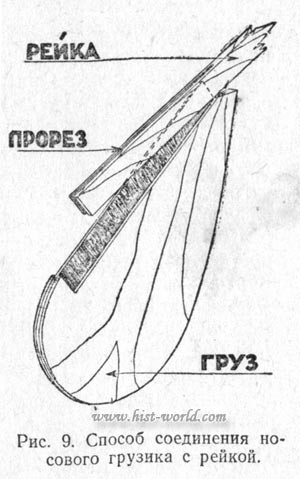 РЕЙКА
ПРОРЕЗ
ГРУЗ
www.hist-world.com
Рис. 9. Способ соединения но-
сового грузика с рейкой.